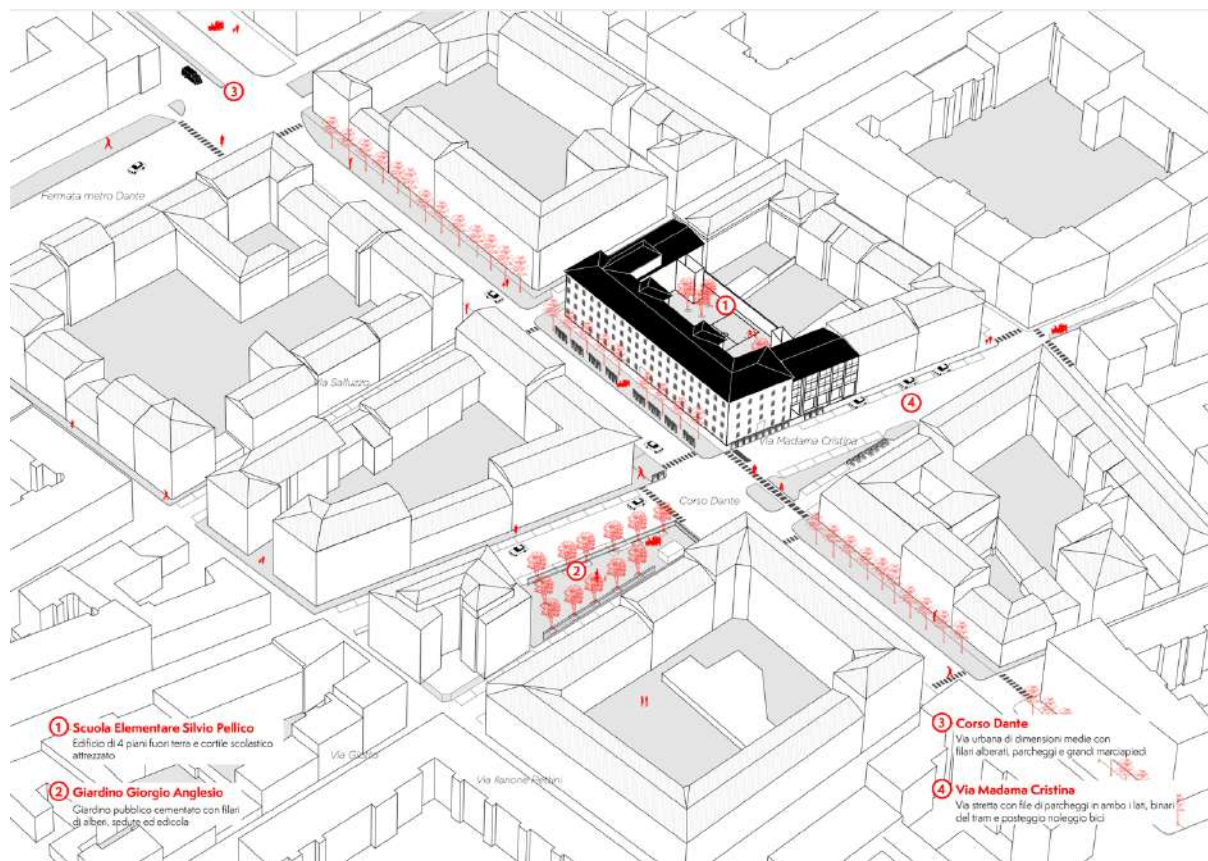 3
Fermata metro Dante
1
Via Saluzzo
4
Via Madama Cristina
Corso Dante
2
1 Scuola Elementare Silvio Pellico
Edificio di 4 piani fuori terra e cortile scolastico
attrezzato
2 Giardino Giorgio Anglesio
Giardino pubblico cementato con filari
di alberi, sedute ed edicola
Via Giotto
Via
3 Corso Dante
Via urbana di dimensioni medie con
filari alberati, parcheggi e grandi marciapiedi
4 Via Madama Cristina
Via stretta con file di parcheggi in ambo i lati, binari
del tram e posteggio noleggio bici